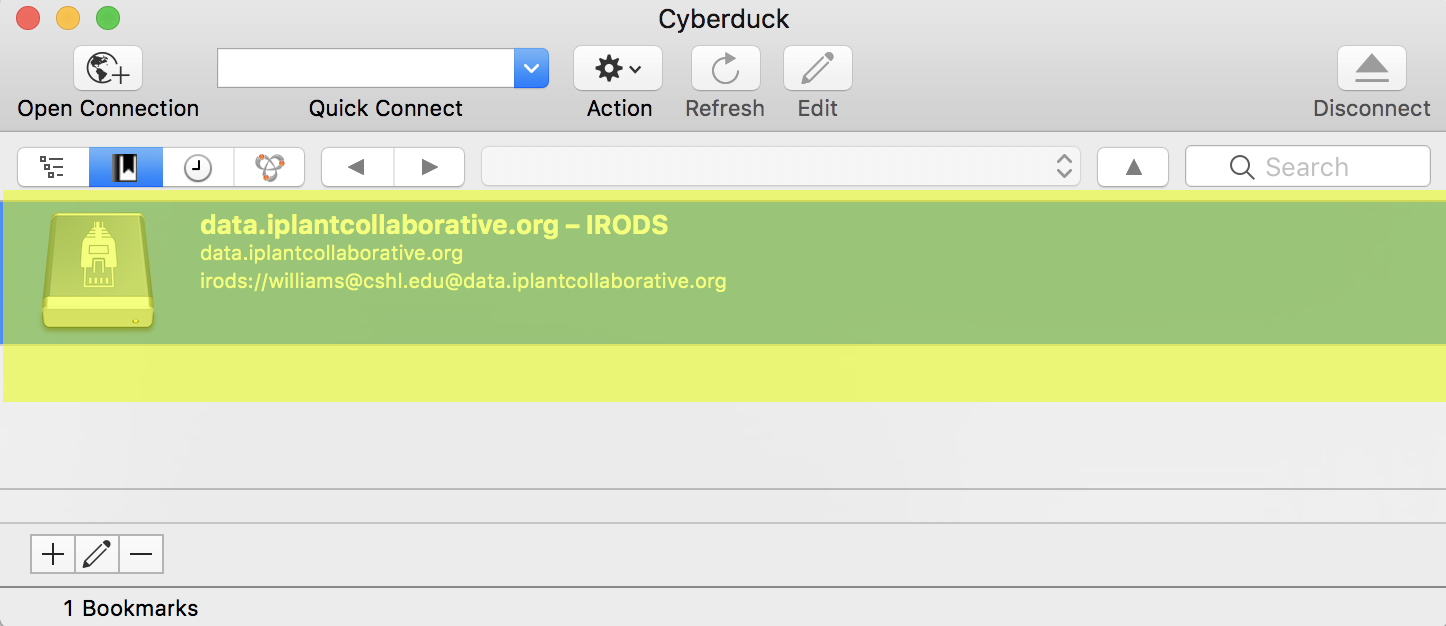 Cyberduck
Open Connection
Quick Connect
Action
Refresh
Edit
Disconnect
Search
data.iplantcollaborative.org – IRODS
data.iplantcollaborative.org
irods://williams@cshl.edu@data.iplantcollaborative.org
1 Bookmarks